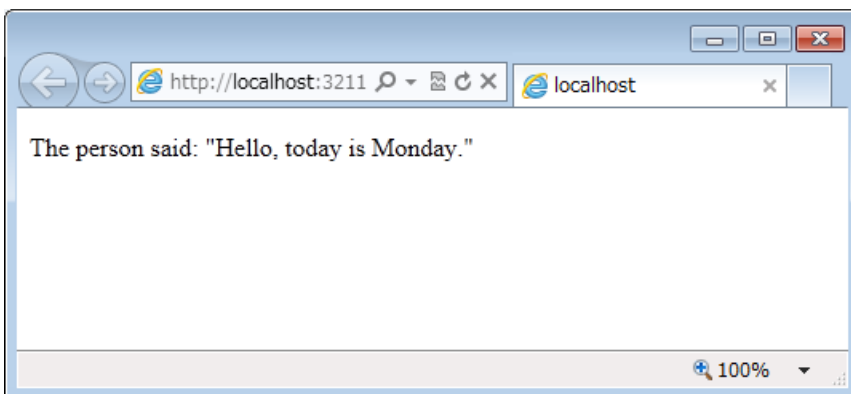 http://localhost:3211
localhost
The person said: "Hello, today is Monday."
100%